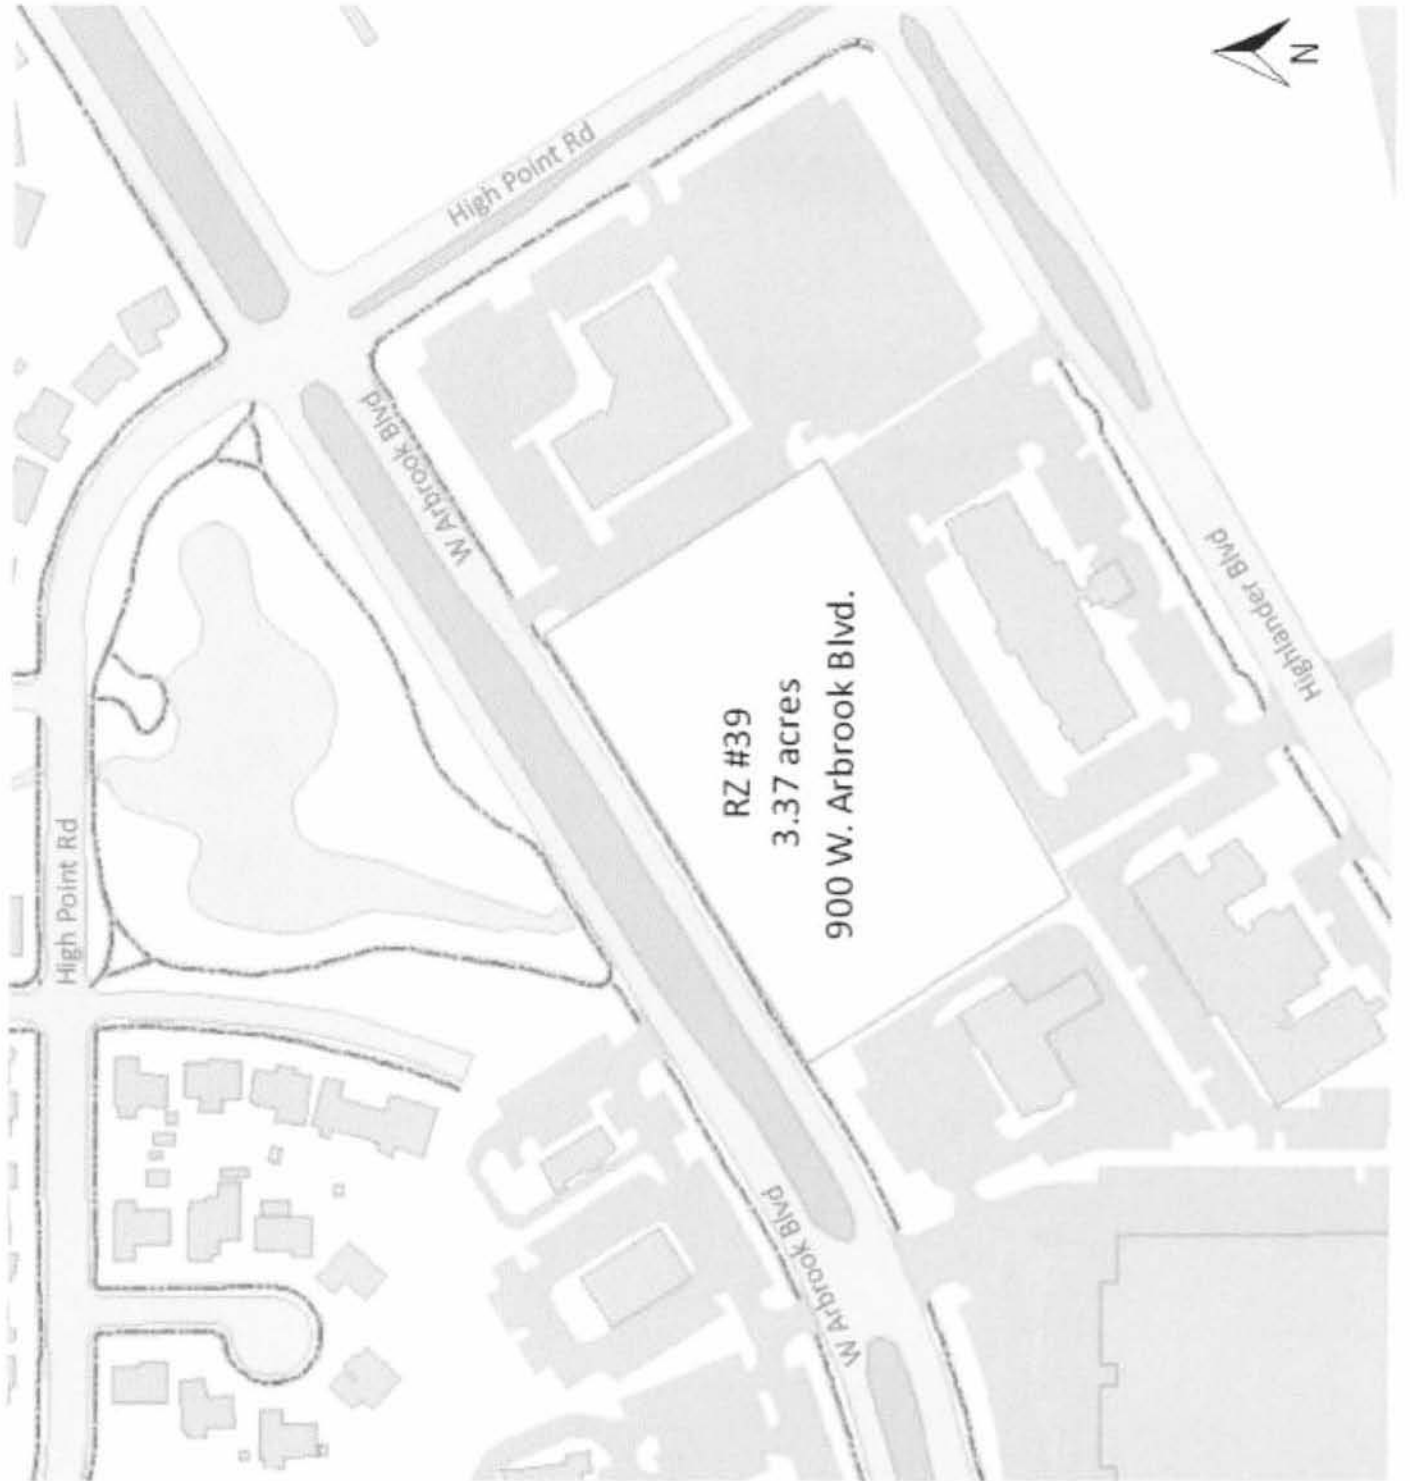 N
High Point Rd
W Arbrook Blvd
High Point Rd
RZ #39
3.37 acres
900 W. Arbrook Blvd.
Highlander Blvd
W Arbrook Blvd